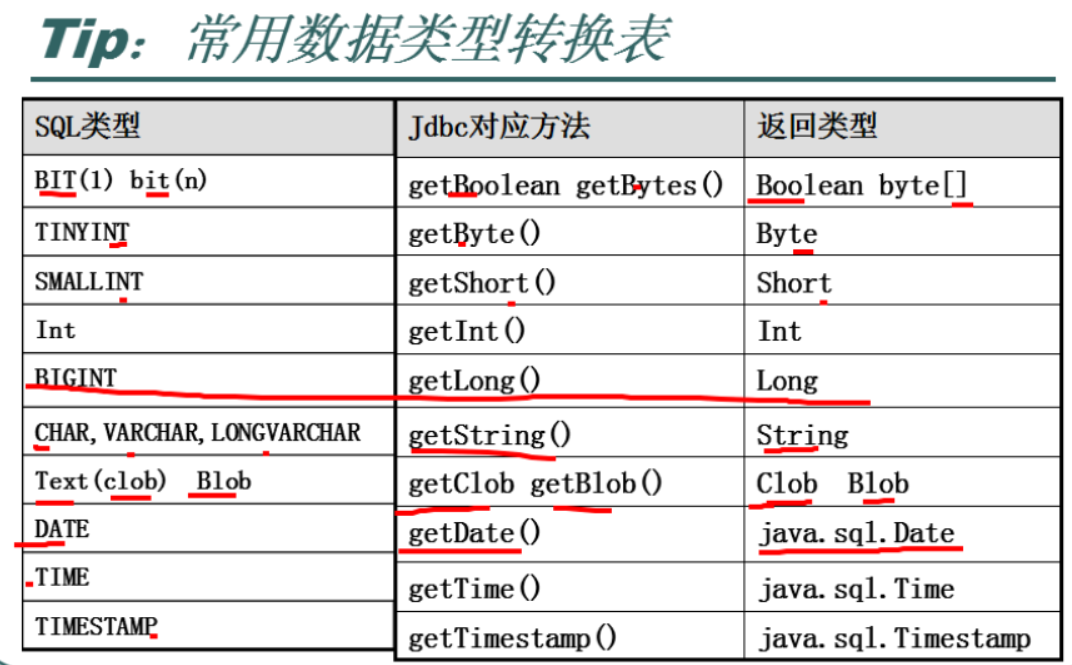 Tip: 常用数据类型转换表
SQL类型 Jdbc对应方法 返回类型
BIT(1) bit(n) getBoolean getBytes() Boolean byte[]
TINYINT getByte() Byte
SMALLINT getShort() Short
Int getInt() Int
BIGINT getLong() Long
CHAR,VARCHAR,LONGVARCHAR getString() String
Text(clob) Blob getClob getBlob() Clob Blob
DATE getDate() java.sql.Date
TIME getTime() java.sql.Time
TIMESTAMP getTimestamp() java.sql.Timestamp